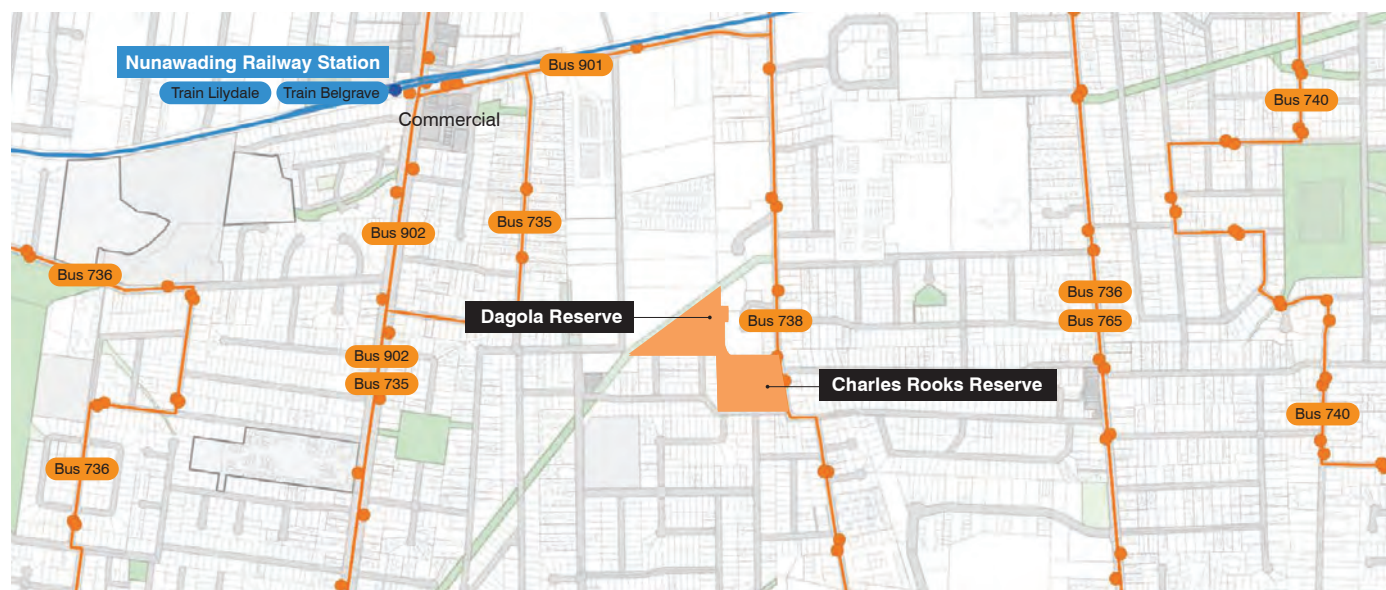 Nunawading Railway Station
Bus 901
Train Lilydale
Train Belgrave
Bus 740
Commercial
Bus 735
Bus 902
Bus 736
Bus 736
Dagola Reserve
Bus 738
Bus 765
Bus 902
Bus 735
Charles Rooks Reserve
Bus 740
Bus 736